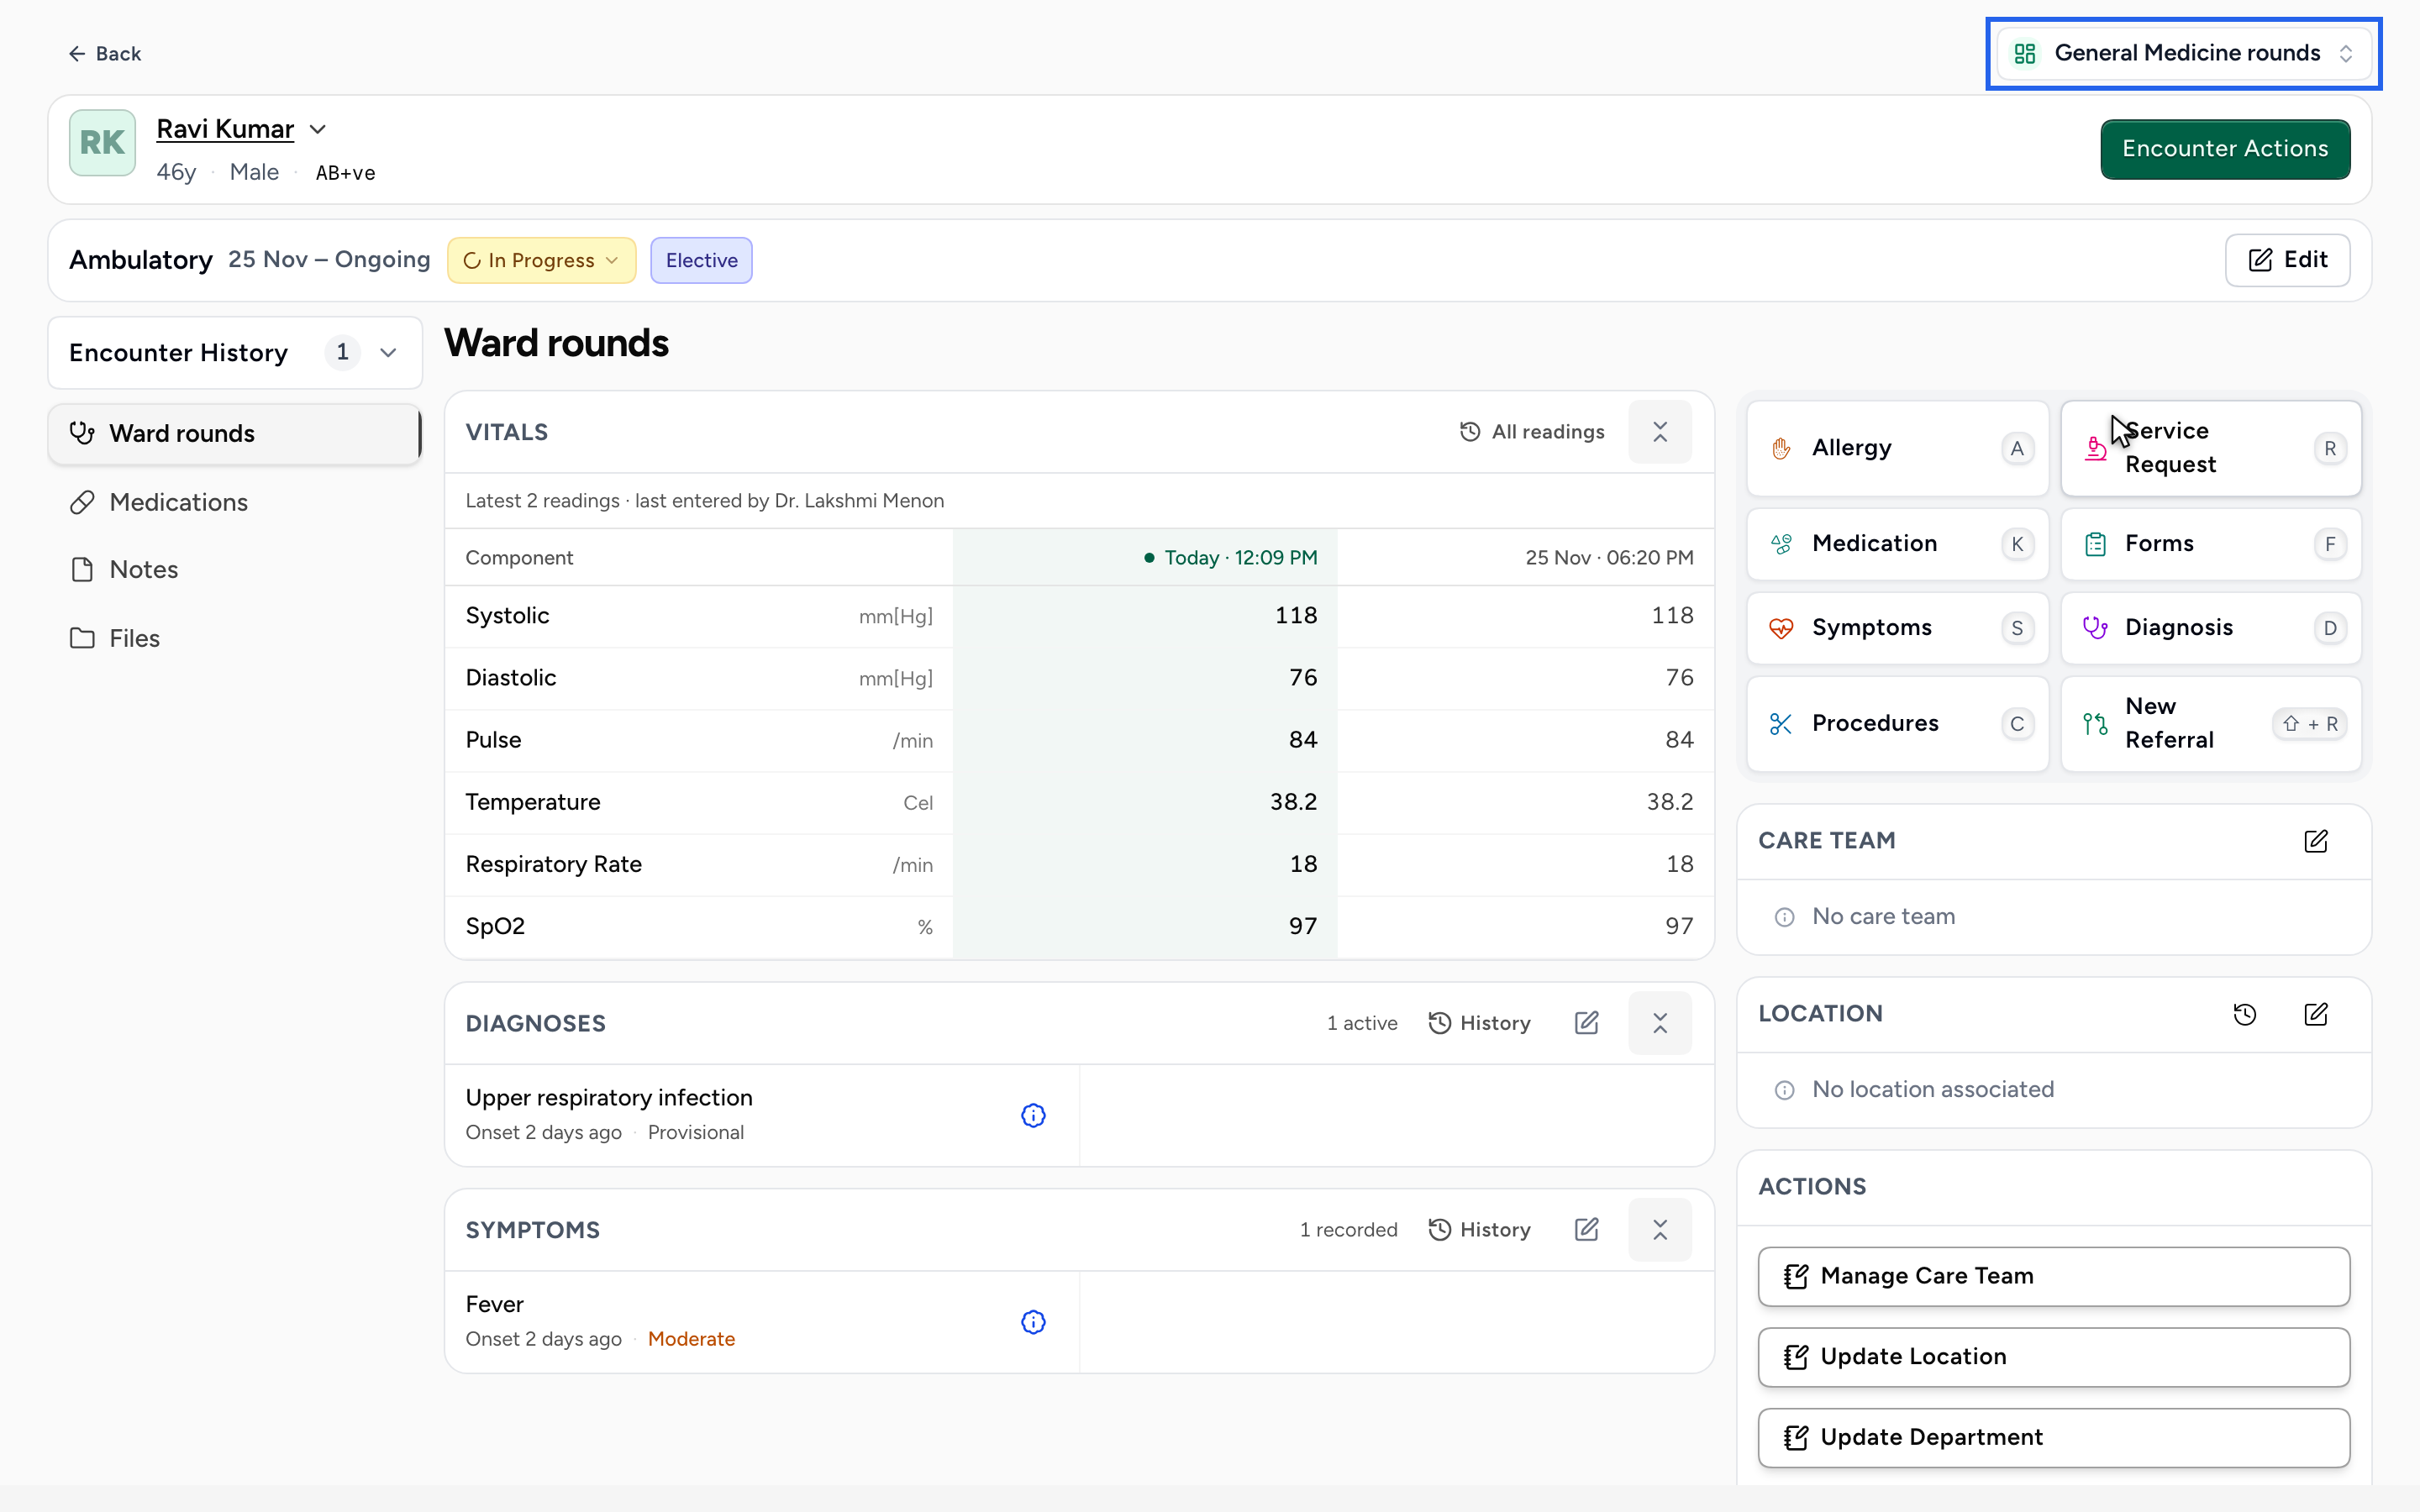 Back
General Medicine rounds
RK
Ravi Kumar
46y · Male · AB+ve
Encounter Actions
Ambulatory 25 Nov – Ongoing In Progress Elective
Edit
Encounter History 1
Ward rounds
Medications
Notes
Files
Ward rounds
VITALS All readings
Latest 2 readings · last entered by Dr. Lakshmi Menon
Component Today · 12:09 PM 25 Nov · 06:20 PM
Systolic mm[Hg] 118 118
Diastolic mm[Hg] 76 76
Pulse /min 84 84
Temperature Cel 38.2 38.2
Respiratory Rate /min 18 18
SpO2 % 97 97
DIAGNOSES 1 active History
Upper respiratory infection
Onset 2 days ago · Provisional
SYMPTOMS 1 recorded History
Fever
Onset 2 days ago · Moderate
Allergy A
Service
Request R
Medication K
Forms F
Symptoms S
Diagnosis D
Procedures C
New
Referral ⇧ + R
CARE TEAM
No care team
LOCATION
No location associated
ACTIONS
Manage Care Team
Update Location
Update Department